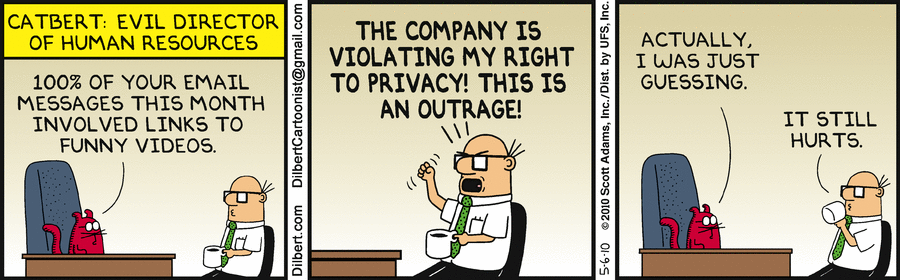 CATBERT: EVIL DIRECTOR
OF HUMAN RESOURCES
100% OF YOUR EMAIL
MESSAGES THIS MONTH
INVOLVED LINKS TO
FUNNY VIDEOS.
Dilbert.com DilbertCartoonist@gmail.com
THE COMPANY IS
VIOLATING MY RIGHT
TO PRIVACY! THIS IS
AN OUTRAGE!
5-6-10 © 2010 Scott Adams, Inc./Dist. by UFS, Inc.
ACTUALLY,
I WAS JUST
GUESSING.
IT STILL
HURTS.